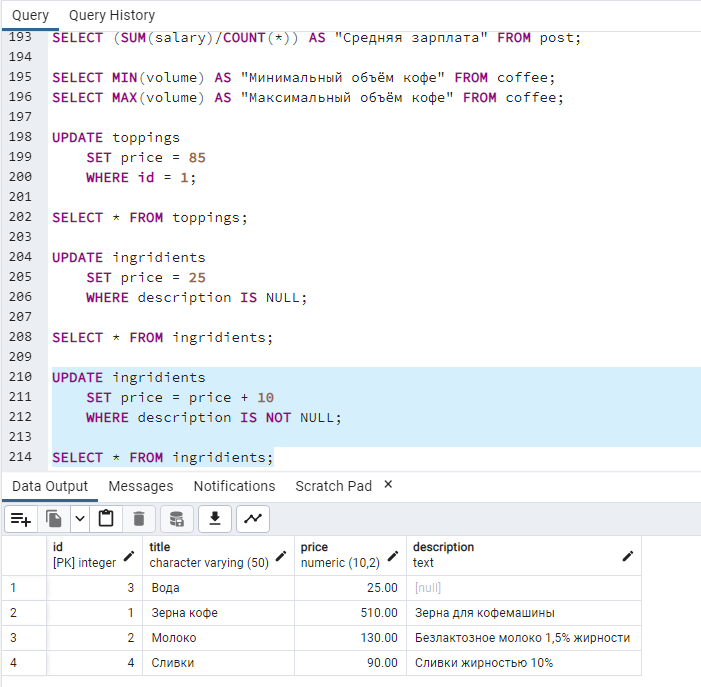 Query Query History
193 SELECT (SUM(salary)/COUNT(*)) AS "Средняя зарплата" FROM post;
194
195 SELECT MIN(volume) AS "Минимальный объём кофе" FROM coffee;
196 SELECT MAX(volume) AS "Максимальный объём кофе" FROM coffee;
197
198 UPDATE toppings
199 SET price = 85
200 WHERE id = 1;
201
202 SELECT * FROM toppings;
203
204 UPDATE ingridients
205 SET price = 25
206 WHERE description IS NULL;
207
208 SELECT * FROM ingridients;
209
210 UPDATE ingridients
211 SET price = price + 10
212 WHERE description IS NOT NULL;
213
214 SELECT * FROM ingridients;
Data Output Messages Notifications Scratch Pad ×
id title price description
[PK] integer character varying (50) numeric (10,2) text
1 3 Вода 25.00 [null]
2 1 Зерна кофе 510.00 Зерна для кофемашины
3 2 Молоко 130.00 Безлактозное молоко 1,5% жирности
4 4 Сливки 90.00 Сливки жирностью 10%